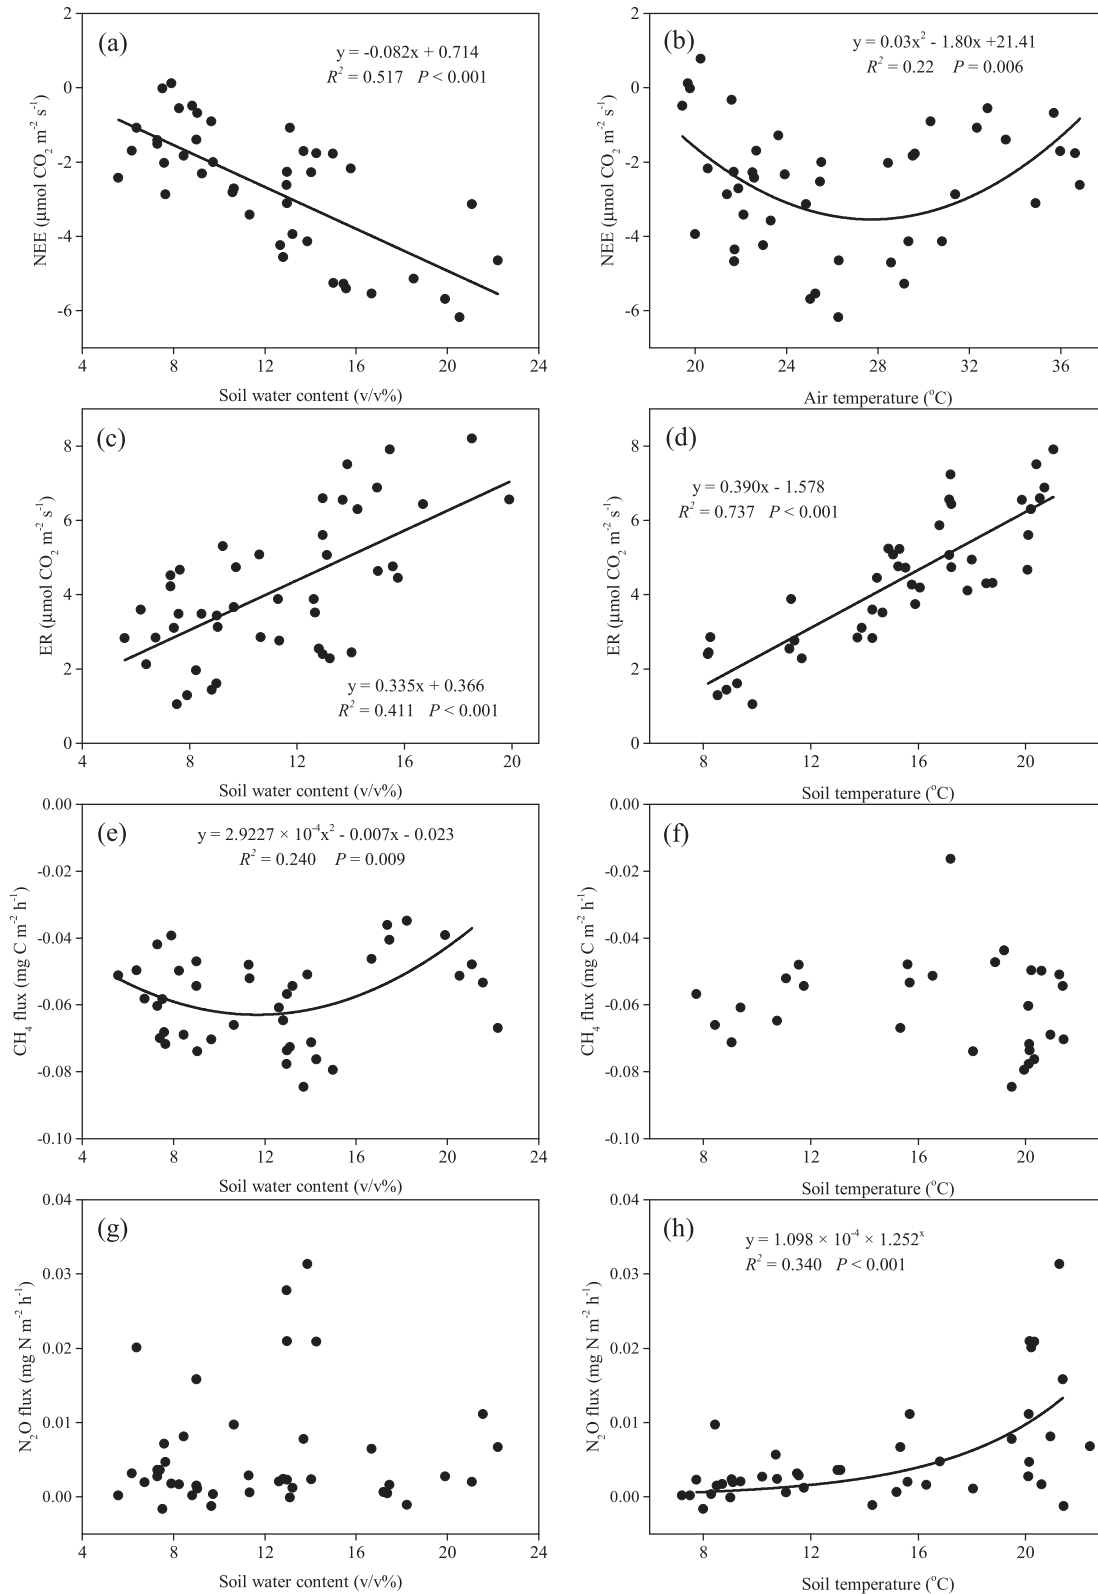 (a)
y = -0.082x + 0.714
R² = 0.517 P < 0.001
2
0
-2
-4
-6
NEE (μmol CO₂ m⁻² s⁻¹)
4 8 12 16 20 24
Soil water content (v/v%)
(b)
y = 0.03x² - 1.80x +21.41
R² = 0.22 P = 0.006
2
0
-2
-4
-6
NEE (μmol CO₂ m⁻² s⁻¹)
20 24 28 32 36
Air temperature (°C)
(c)
8
6
4
2
0
ER (μmol CO₂ m⁻² s⁻¹)
y = 0.335x + 0.366
R² = 0.411 P < 0.001
4 8 12 16 20
Soil water content (v/v%)
(d)
y = 0.390x - 1.578
R² = 0.737 P < 0.001
8
6
4
2
0
ER (μmol CO₂ m⁻² s⁻¹)
8 12 16 20
Soil temperature (°C)
(e)
y = 2.9227 × 10⁻⁴x² - 0.007x - 0.023
R² = 0.240 P = 0.009
0.00
-0.02
-0.04
-0.06
-0.08
-0.10
CH₄ flux (mg C m⁻² h⁻¹)
4 8 12 16 20 24
Soil water content (v/v%)
(f)
0.00
-0.02
-0.04
-0.06
-0.08
-0.10
CH₄ flux (mg C m⁻² h⁻¹)
8 12 16 20
Soil temperature (°C)
(g)
0.04
0.03
0.02
0.01
0.00
N₂O flux (mg N m⁻² h⁻¹)
4 8 12 16 20 24
Soil water content (v/v%)
(h)
y = 1.098 × 10⁻⁴ × 1.252ˣ
R² = 0.340 P < 0.001
0.04
0.03
0.02
0.01
0.00
N₂O flux (mg N m⁻² h⁻¹)
8 12 16 20
Soil temperature (°C)